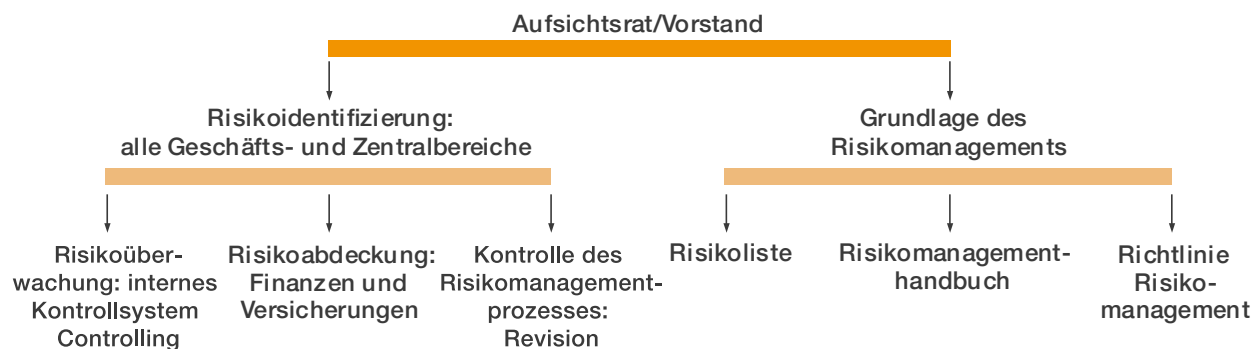 Aufsichtsrat/Vorstand
Risikoidentifizierung:
alle Geschäfts- und Zentralbereiche
Grundlage des
Risikomanagements
Risikoüber-
wachung: internes
Kontrollsystem
Controlling
Risikoabdeckung:
Finanzen und
Versicherungen
Kontrolle des
Risikomanagement-
prozesses:
Revision
Risikoliste
Risikomanagement-
handbuch
Richtlinie
Risiko-
management